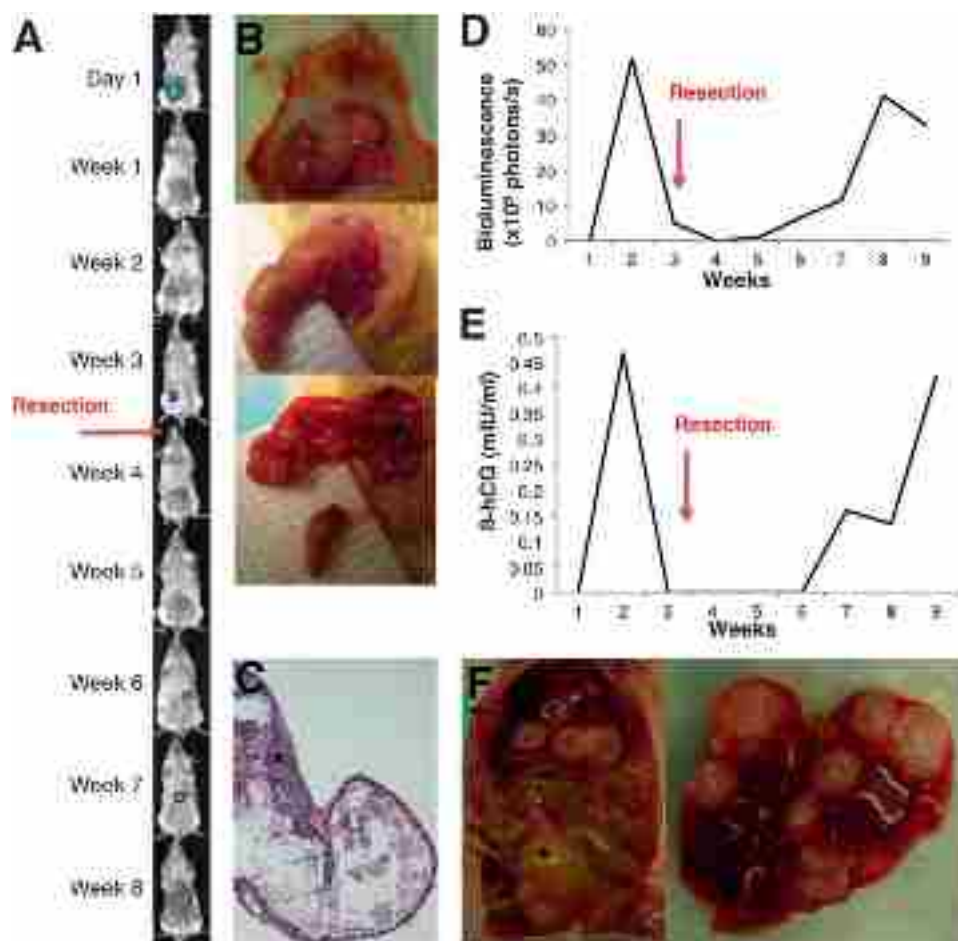 A
Day 1
Week 1
Week 2
Week 3
Resection
Week 4
Week 5
Week 6
Week 7
Week 8
B
C
D
Bioluminescence
(x10⁶ photons/s)
60
50
40
30
20
10
0
Resection
1 2 3 4 5 6 7 8 9
Weeks
E
β-hCG (mIU/ml)
0.5
0.45
0.4
0.35
0.3
0.25
0.2
0.15
0.1
0.05
0
Resection
1 2 3 4 5 6 7 8 9
Weeks
F